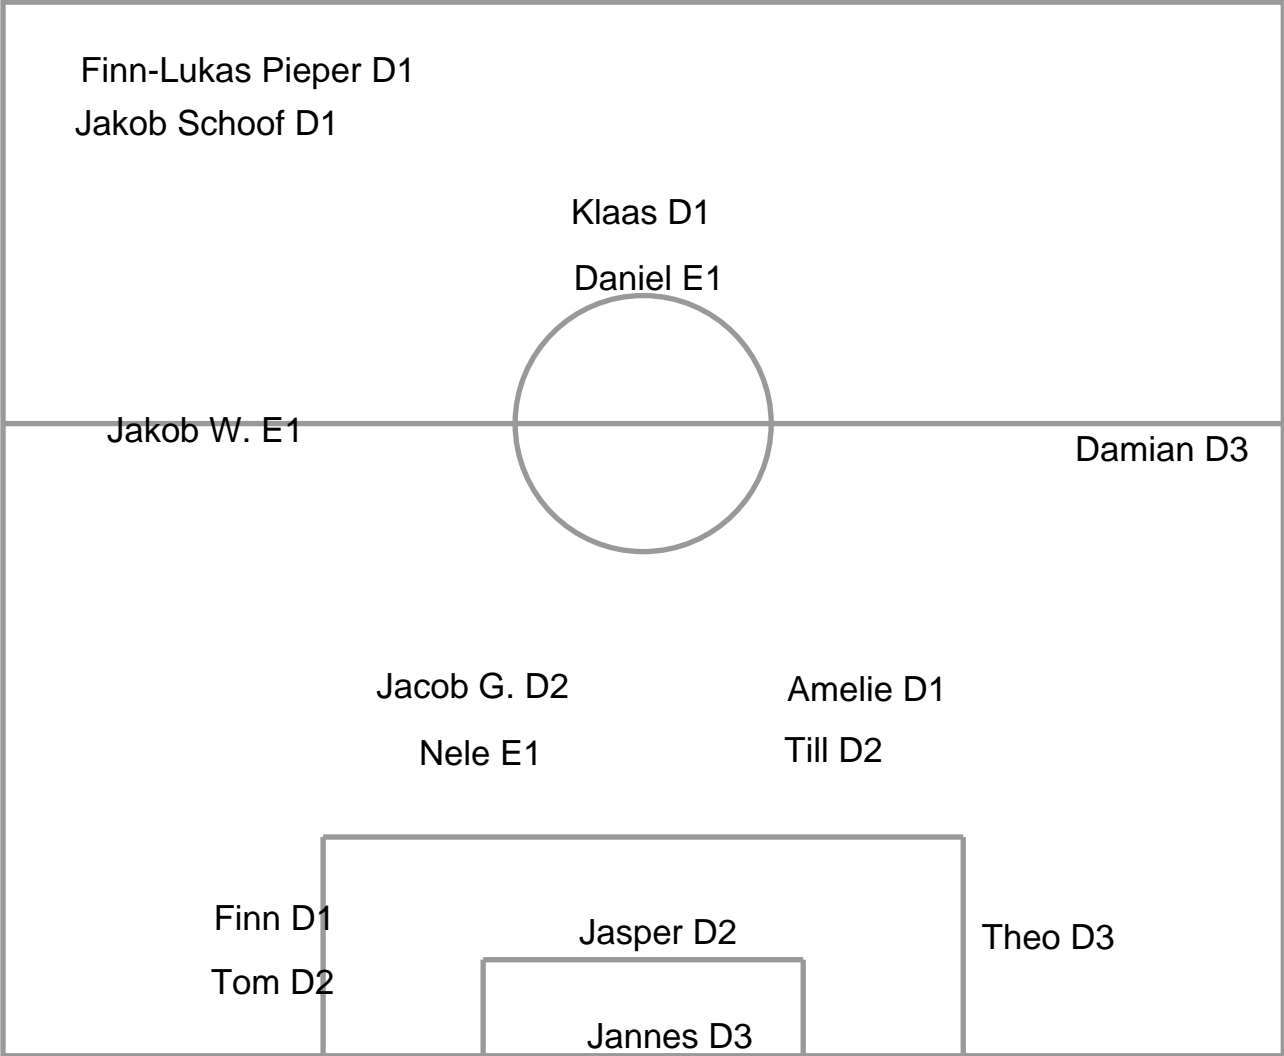 Finn-Lukas Pieper D1
Jakob Schoof D1
Klaas D1
Daniel E1
Jakob W. E1
Damian D3
Jacob G. D2
Amelie D1
Nele E1
Till D2
Finn D1
Jasper D2
Theo D3
Tom D2
Jannes D3